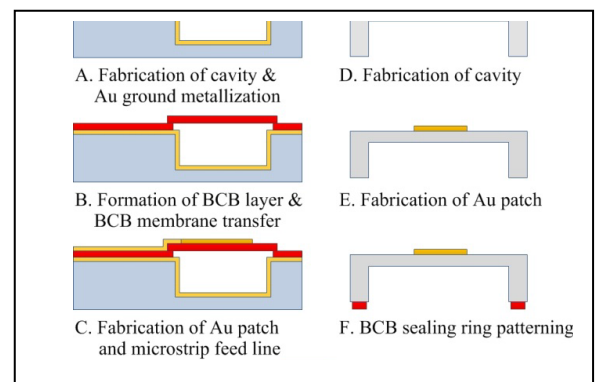 A. Fabrication of cavity &
Au ground metallization
D. Fabrication of cavity
B. Formation of BCB layer &
BCB membrane transfer
E. Fabrication of Au patch
C. Fabrication of Au patch
and microstrip feed line
F. BCB sealing ring patterning